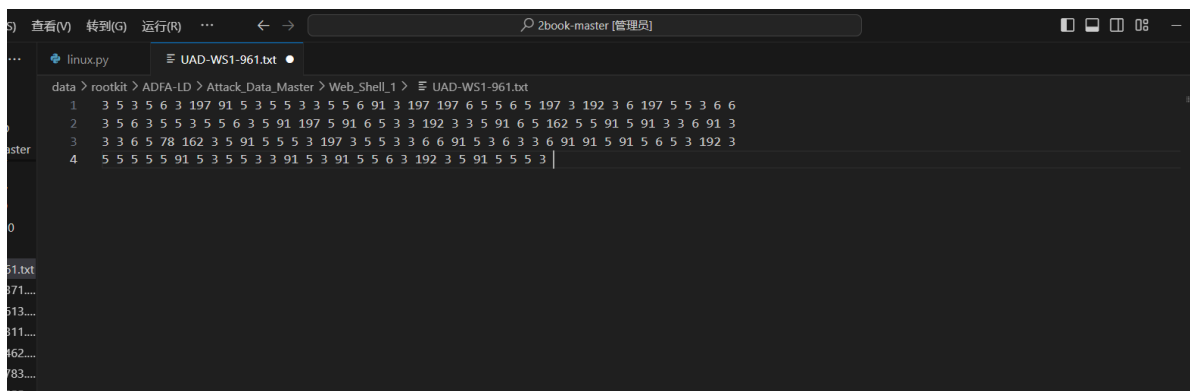 S) 查看(V) 转到(G) 运行(R) ··· ← → 2book-master [管理员]
··· linux.py UAD-WS1-961.txt ●
data > rootkit > ADFA-LD > Attack_Data_Master > Web_Shell_1 > UAD-WS1-961.txt
1 3 5 3 5 6 3 197 91 5 3 5 5 3 3 5 5 6 91 3 197 197 6 5 5 6 5 197 3 192 3 6 197 5 5 3 6 6
2 3 5 6 3 5 5 3 5 5 6 3 5 91 197 5 91 6 5 3 3 192 3 3 5 91 6 5 162 5 5 91 5 91 3 3 6 91 3
aster 3 3 3 6 5 78 162 3 5 91 5 5 5 3 197 3 5 5 3 3 6 6 91 5 3 6 3 3 6 91 91 5 91 5 6 5 3 192 3
4 5 5 5 5 5 91 5 3 5 5 3 3 91 5 3 91 5 5 6 3 192 3 5 91 5 5 5 3
0
61.txt
371....
513....
311....
462....
783....